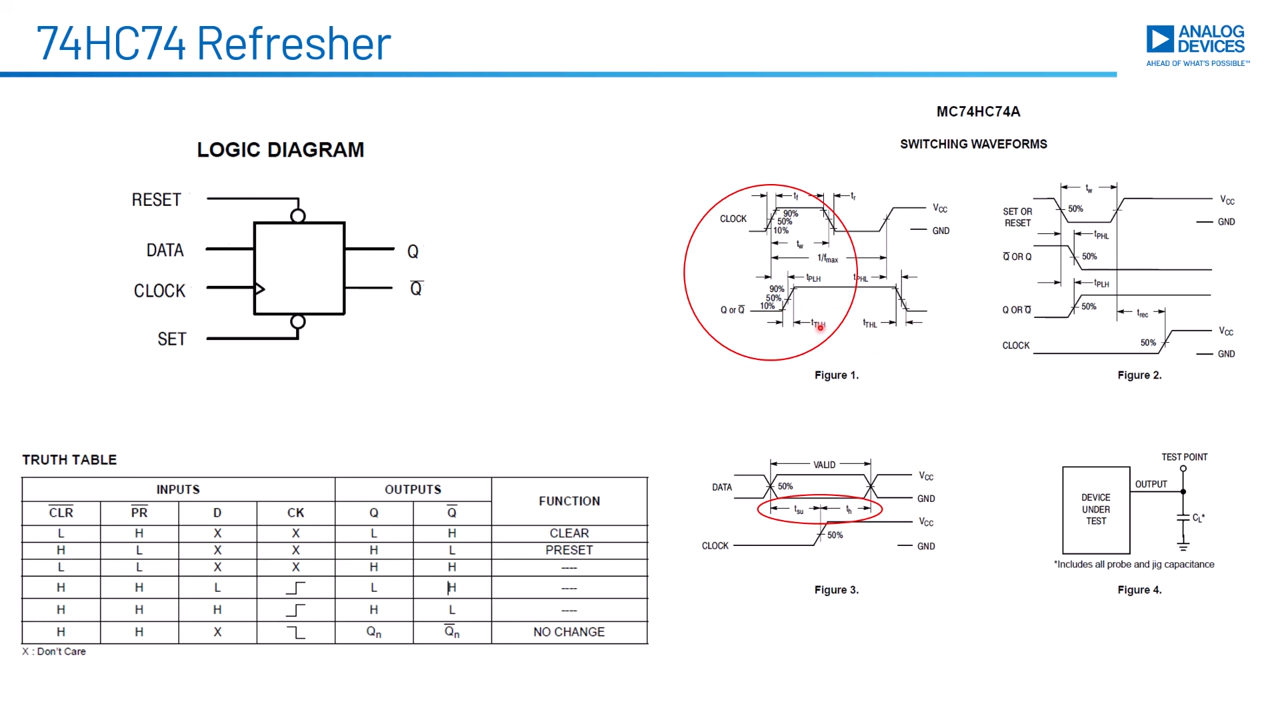 74HC74 Refresher
ANALOG
DEVICES
AHEAD OF WHAT'S POSSIBLE™
LOGIC DIAGRAM
RESET
DATA
CLOCK
SET
Q
Q̅
TRUTH TABLE
INPUTS OUTPUTS FUNCTION
C̅L̅R̅ P̅R̅ D CK Q Q̅
L H X X L H CLEAR
H L X X H L PRESET
L L X X H H ----
H H L L H ----
H H H H L ----
H H X Qn Q̅n NO CHANGE
X : Don't Care
MC74HC74A
SWITCHING WAVEFORMS
CLOCK
tf
tr
90%
50%
10%
VCC
GND
tw
1/fmax
tPLH
tPHL
90%
50%
10%
Q or Q̅
tTHL
Figure 1.
SET OR
RESET
tw
50%
VCC
GND
tPHL
Q̅ OR Q
50%
tPLH
Q OR Q̅
50%
trec
CLOCK
50%
VCC
GND
Figure 2.
VALID
DATA
50%
VCC
GND
tsu
th
CLOCK
50%
VCC
GND
Figure 3.
TEST POINT
OUTPUT
DEVICE
UNDER
TEST
CL*
*Includes all probe and jig capacitance
Figure 4.